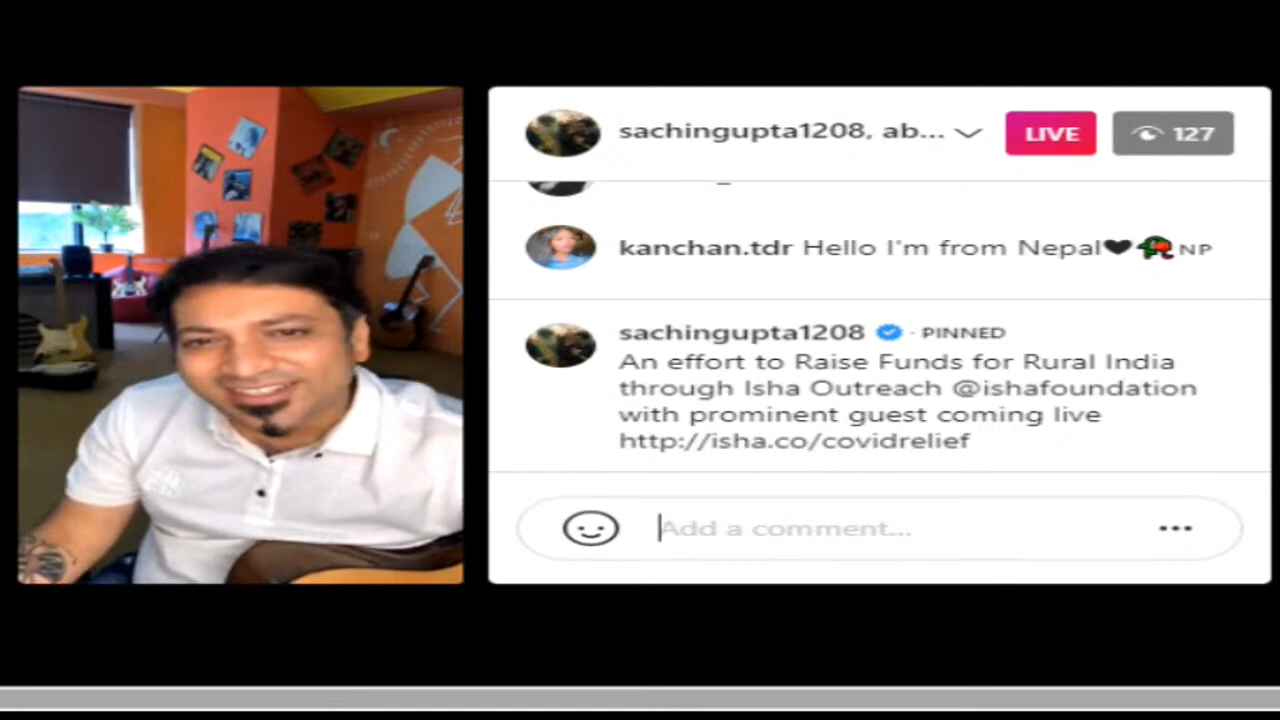 sachingupta1208, ab...
LIVE
127
kanchan.tdr Hello I'm from Nepal🖤🥀NP
sachingupta1208 · PINNED
An effort to Raise Funds for Rural India
through Isha Outreach @ishafoundation
with prominent guest coming live
http://isha.co/covidrelief
Add a comment...